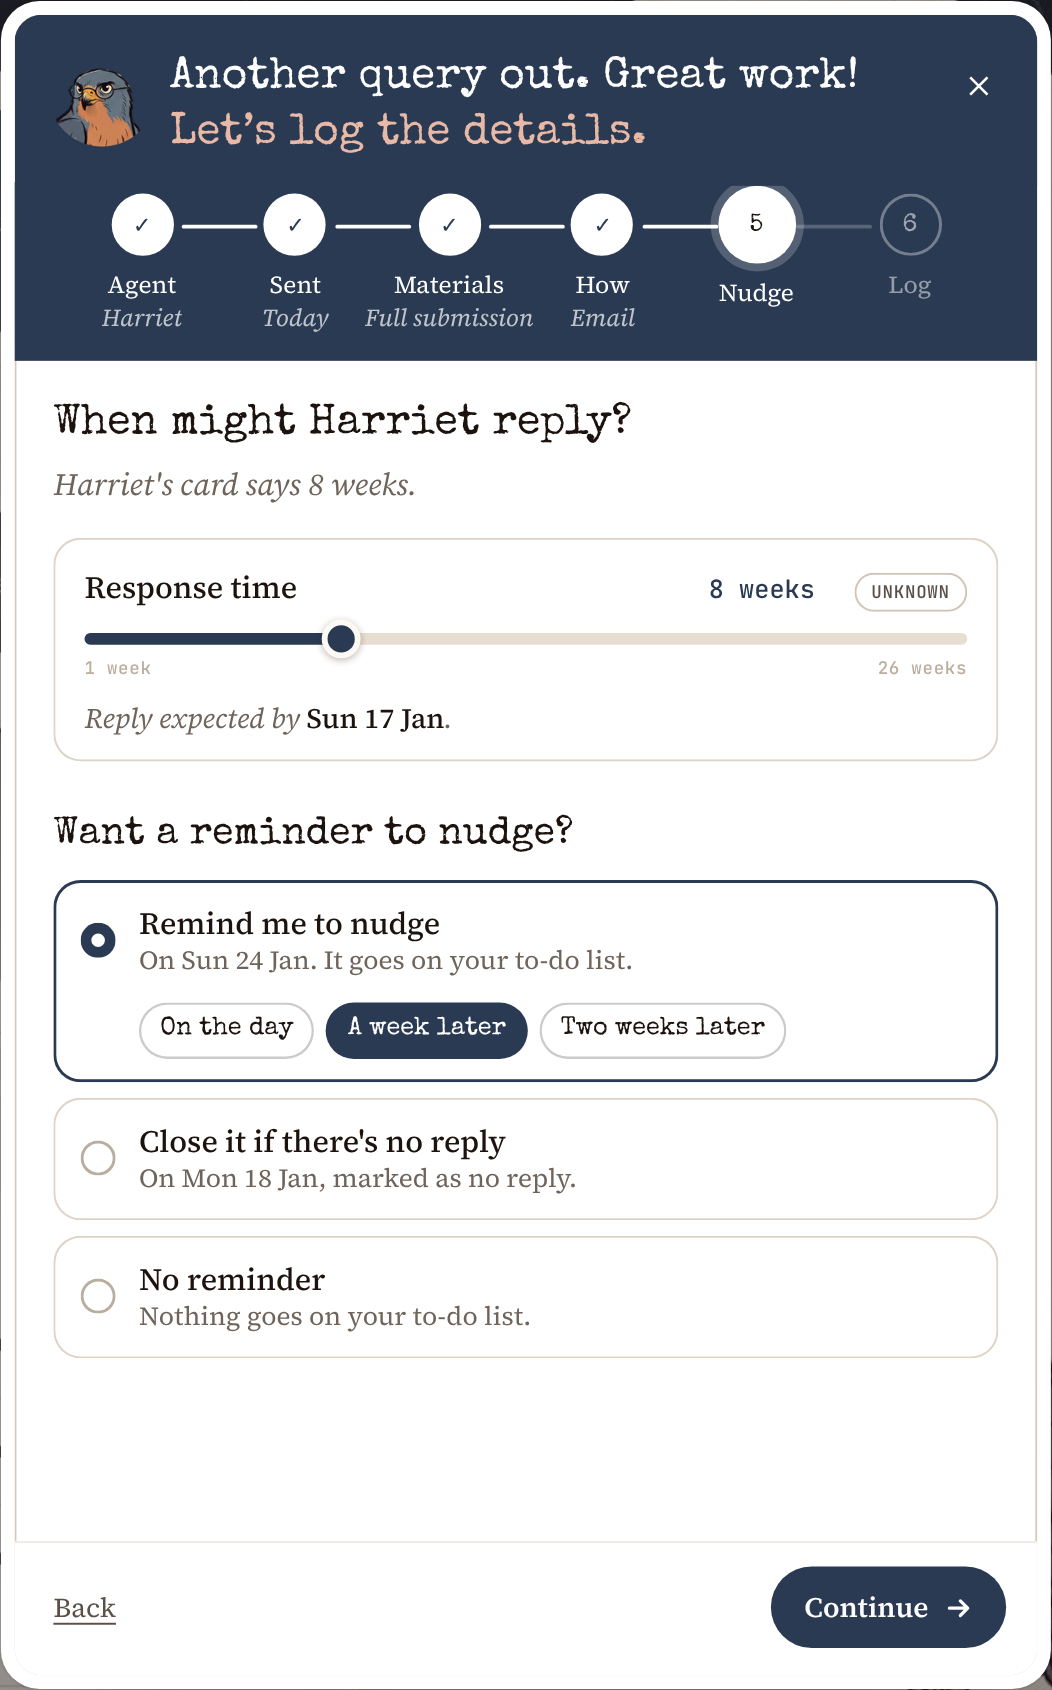 Another query out. Great work!
Let’s log the details.
✓ ✓ ✓ ✓ 5 6
Agent Sent Materials How Nudge Log
Harriet Today Full submission Email
When might Harriet reply?
Harriet's card says 8 weeks.
Response time 8 weeks UNKNOWN
1 week 26 weeks
Reply expected by Sun 17 Jan.
Want a reminder to nudge?
Remind me to nudge
On Sun 24 Jan. It goes on your to-do list.
On the day A week later Two weeks later
Close it if there's no reply
On Mon 18 Jan, marked as no reply.
No reminder
Nothing goes on your to-do list.
Back Continue →